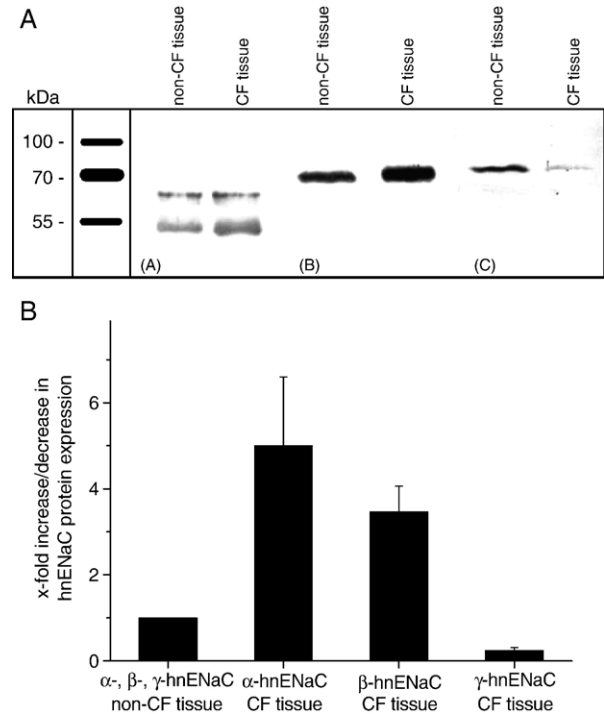 A
non-CF tissue
CF tissue
non-CF tissue
CF tissue
non-CF tissue
CF tissue
kDa
100 -
70 -
55 -
(A)
(B)
(C)
B
x-fold increase/decrease in
hnENaC protein expression
6
4
2
0
α-, β-, γ-hnENaC
non-CF tissue
α-hnENaC
CF tissue
β-hnENaC
CF tissue
γ-hnENaC
CF tissue